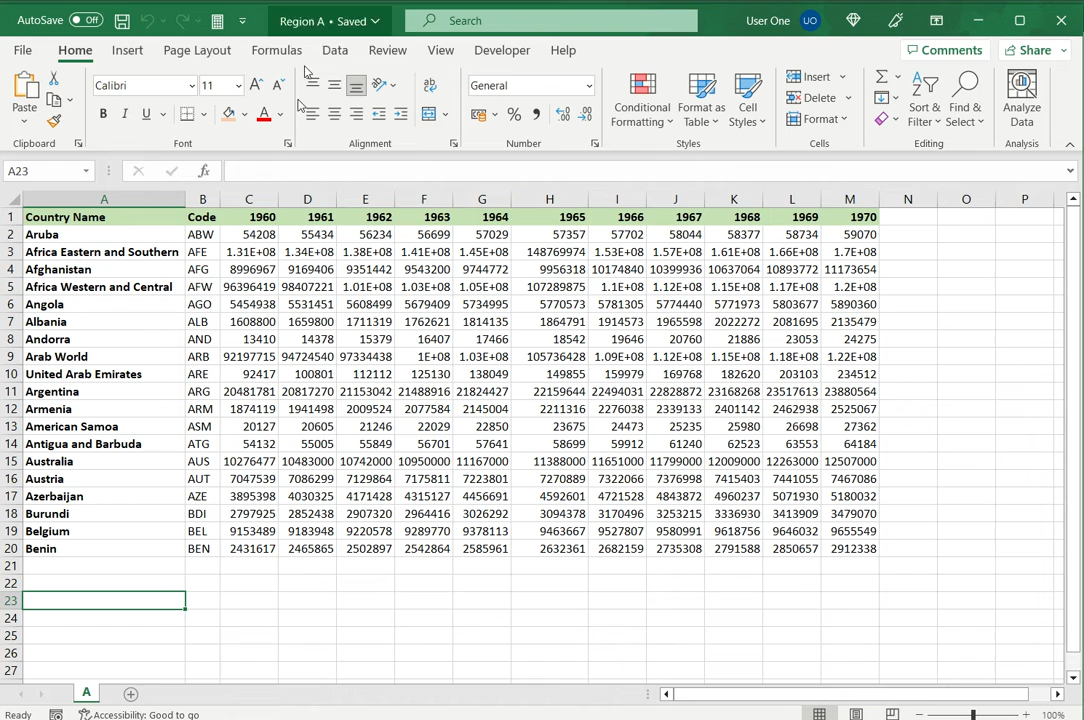 AutoSave Off Region A • Saved Search User One UO
File Home Insert Page Layout Formulas Data Review View Developer Help Comments Share
Paste Calibri 11 General Conditional Formatting Format as Table Cell Styles Insert Delete Format Sort & Filter Find & Select Analyze Data
Clipboard Font Alignment Number Styles Cells Editing Analysis
A23 fx
A B C D E F G H I J K L M N O P
1 Country Name Code 1960 1961 1962 1963 1964 1965 1966 1967 1968 1969 1970
2 Aruba ABW 54208 55434 56234 56699 57029 57357 57702 58044 58377 58734 59070
3 Africa Eastern and Southern AFE 1.31E+08 1.34E+08 1.38E+08 1.41E+08 1.45E+08 148769974 1.53E+08 1.57E+08 1.61E+08 1.66E+08 1.7E+08
4 Afghanistan AFG 8996967 9169406 9351442 9543200 9744772 9956318 10174840 10399936 10637064 10893772 11173654
5 Africa Western and Central AFW 96396419 98407221 1.01E+08 1.03E+08 1.05E+08 107289875 1.1E+08 1.12E+08 1.15E+08 1.17E+08 1.2E+08
6 Angola AGO 5454938 5531451 5608499 5679409 5734995 5770573 5781305 5774440 5771973 5803677 5890360
7 Albania ALB 1608800 1659800 1711319 1762621 1814135 1864791 1914573 1965598 2022272 2081695 2135479
8 Andorra AND 13410 14378 15379 16407 17466 18542 19646 20760 21886 23053 24275
9 Arab World ARB 92197715 94724540 97334438 1E+08 1.03E+08 105736428 1.09E+08 1.12E+08 1.15E+08 1.18E+08 1.22E+08
10 United Arab Emirates ARE 92417 100801 112112 125130 138049 149855 159979 169768 182620 203103 234512
11 Argentina ARG 20481781 20817270 21153042 21488916 21824427 22159644 22494031 22828872 23168268 23517613 23880564
12 Armenia ARM 1874119 1941498 2009524 2077584 2145004 2211316 2276038 2339133 2401142 2462938 2525067
13 American Samoa ASM 20127 20605 21246 22029 22850 23675 24473 25235 25980 26698 27362
14 Antigua and Barbuda ATG 54132 55005 55849 56701 57641 58699 59912 61240 62523 63553 64184
15 Australia AUS 10276477 10483000 10742000 10950000 11167000 11388000 11651000 11799000 12009000 12263000 12507000
16 Austria AUT 7047539 7086299 7129864 7175811 7223801 7270889 7322066 7376998 7415403 7441055 7467086
17 Azerbaijan AZE 3895398 4030325 4171428 4315127 4456691 4592601 4721528 4843872 4960237 5071930 5180032
18 Burundi BDI 2797925 2852438 2907320 2964416 3026292 3094378 3170496 3253215 3336930 3413909 3479070
19 Belgium BEL 9153489 9183948 9220578 9289770 9378113 9463667 9527807 9580991 9618756 9646032 9655549
20 Benin BEN 2431617 2465865 2502897 2542864 2585961 2632361 2682159 2735308 2791588 2850657 2912338
21
22
23
24
25
26
27
A
Ready Accessibility: Good to go 100%